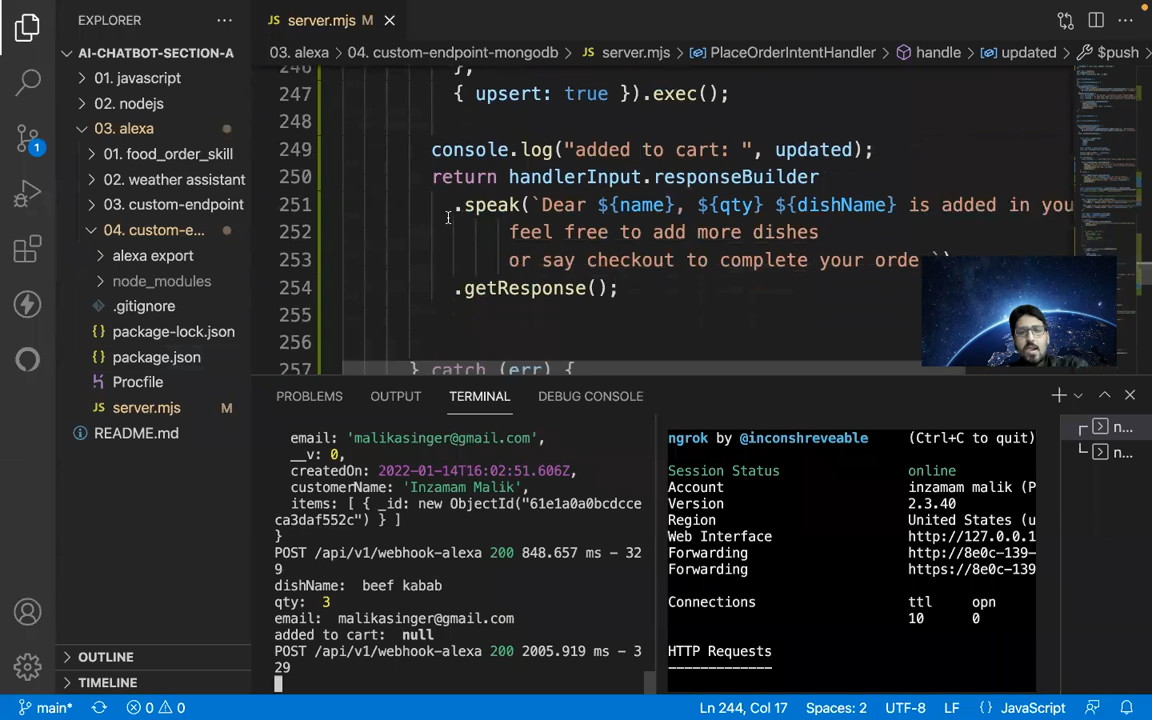 EXPLORER
AI-CHATBOT-SECTION-A
01. javascript
02. nodejs
03. alexa
01. food_order_skill
02. weather assistant
03. custom-endpoint
04. custom-e...
alexa export
node_modules
.gitignore
package-lock.json
package.json
Procfile
server.mjs M
README.md
OUTLINE
TIMELINE
server.mjs M
03. alexa > 04. custom-endpoint-mongodb > JS server.mjs > PlaceOrderIntentHandler > handle > updated > $push
246 },
247 { upsert: true }).exec();
248
249 console.log("added to cart: ", updated);
250 return handlerInput.responseBuilder
251 .speak(`Dear ${name}, ${qty} ${dishName} is added in you
252 feel free to add more dishes
253 or say checkout to complete your orde
254 .getResponse();
255
256
257 } catch (err) {
PROBLEMS OUTPUT TERMINAL DEBUG CONSOLE
email: 'malikasinger@gmail.com',
__v: 0,
createdOn: 2022-01-14T16:02:51.606Z,
customerName: 'Inzamam Malik',
items: [ { _id: new ObjectId("61e1a0a0bcdcce
ca3daf552c") } ]
}
POST /api/v1/webhook-alexa 200 848.657 ms - 32
9
dishName: beef kabab
qty: 3
email: malikasinger@gmail.com
added to cart: null
POST /api/v1/webhook-alexa 200 2005.919 ms - 3
29
ngrok by @inconshreveable (Ctrl+C to quit)
Session Status online
Account inzamam malik (P
Version 2.3.40
Region United States (u
Web Interface http://127.0.0.1
Forwarding http://8e0c-139-
Forwarding https://8e0c-139
Connections ttl opn
10 0
HTTP Requests
-------------
n...
n...
main* 0 0 Ln 244, Col 17 Spaces: 2 UTF-8 LF {} JavaScript